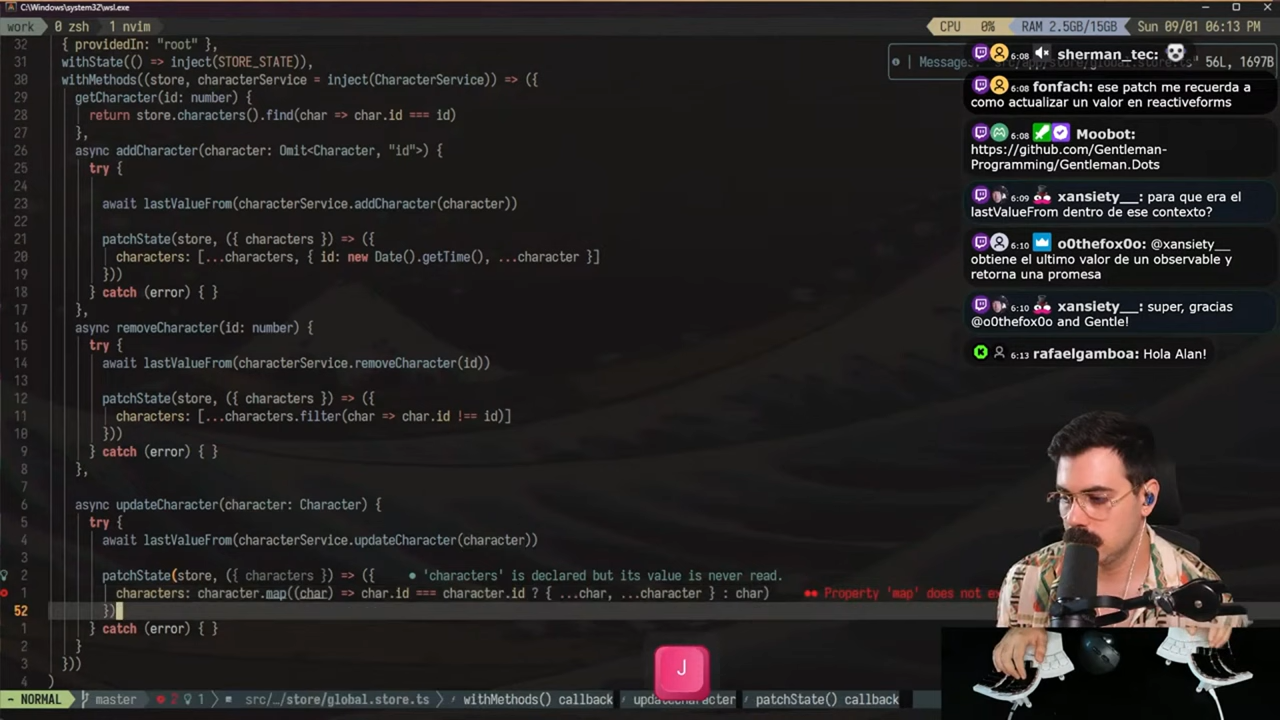 C:\Windows\system32\wsl.exe
work 0 zsh 1 nvim CPU 0% RAM 2.5GB/15GB Sun 09/01 06:13 PM
32 { providedIn: "root" },
31 withState(() => inject(STORE_STATE)),
30 withMethods((store, characterService = inject(CharacterService)) => ({
29 getCharacter(id: number) {
28 return store.characters().find(char => char.id === id)
27 },
26 async addCharacter(character: Omit<Character, "id">) {
25 try {
24
23 await lastValueFrom(characterService.addCharacter(character))
22
21 patchState(store, ({ characters }) => ({
20 characters: [...characters, { id: new Date().getTime(), ...character }]
19 }))
18 } catch (error) { }
17 },
16 async removeCharacter(id: number) {
15 try {
14 await lastValueFrom(characterService.removeCharacter(id))
13
12 patchState(store, ({ characters }) => ({
11 characters: [...characters.filter(char => char.id !== id)]
10 }))
9 } catch (error) { }
8 },
7
6 async updateCharacter(character: Character) {
5 try {
4 await lastValueFrom(characterService.updateCharacter(character))
3
2 patchState(store, ({ characters }) => ({ 'characters' is declared but its value is never read.
1 characters: character.map((char) => char.id === character.id ? { ...char, ...character } : char) Property 'map' does not ex
52 }))
1 } catch (error) { }
2 }
3 }))
4 )
NORMAL master 2 1 src/…/store/global.store.ts withMethods() callback updateCharacter patchState() callback
J
Messages 56L, 1697B
6:08 sherman_tec:
6:08 fonfach: ese patch me recuerda a
como actualizar un valor en reactiveforms
6:08 Moobot:
https://github.com/Gentleman-
Programming/Gentleman.Dots
6:09 xansiety__: para que era el
lastValueFrom dentro de ese contexto?
6:10 o0thefox0o: @xansiety__
obtiene el ultimo valor de un observable y
retorna una promesa
6:10 xansiety__: super, gracias
@o0thefox0o and Gentle!
6:13 rafaelgamboa: Hola Alan!